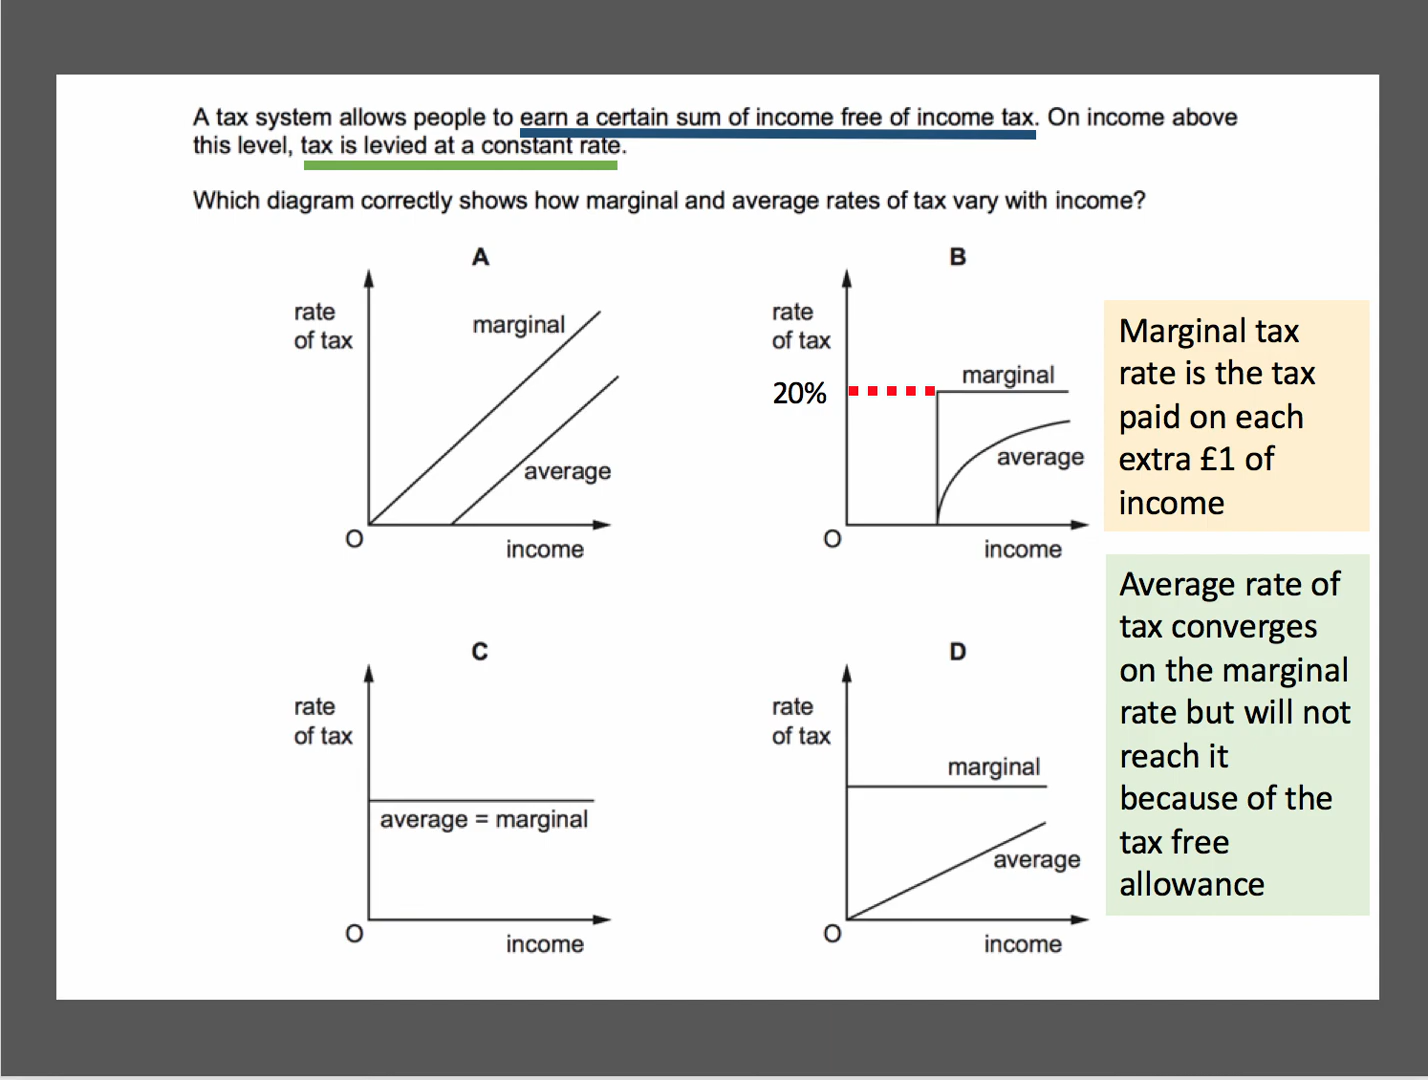 A tax system allows people to earn a certain sum of income free of income tax. On income above
this level, tax is levied at a constant rate.
Which diagram correctly shows how marginal and average rates of tax vary with income?
A
rate
of tax
marginal
average
O
income
B
rate
of tax
20%
marginal
average
O
income
Marginal tax
rate is the tax
paid on each
extra £1 of
income
C
rate
of tax
average = marginal
O
income
D
rate
of tax
marginal
average
O
income
Average rate of
tax converges
on the marginal
rate but will not
reach it
because of the
tax free
allowance